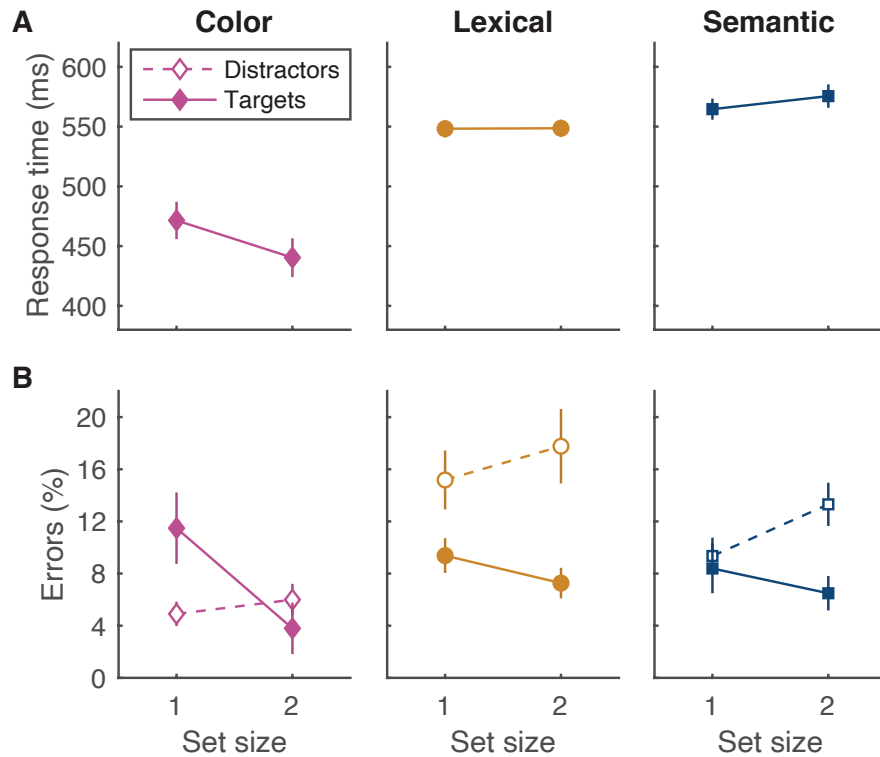 A
Color
Lexical
Semantic
Response time (ms)
600
550
500
450
400
Distractors
Targets
B
Errors (%)
20
16
12
8
4
0
1 2
1 2
1 2
Set size
Set size
Set size